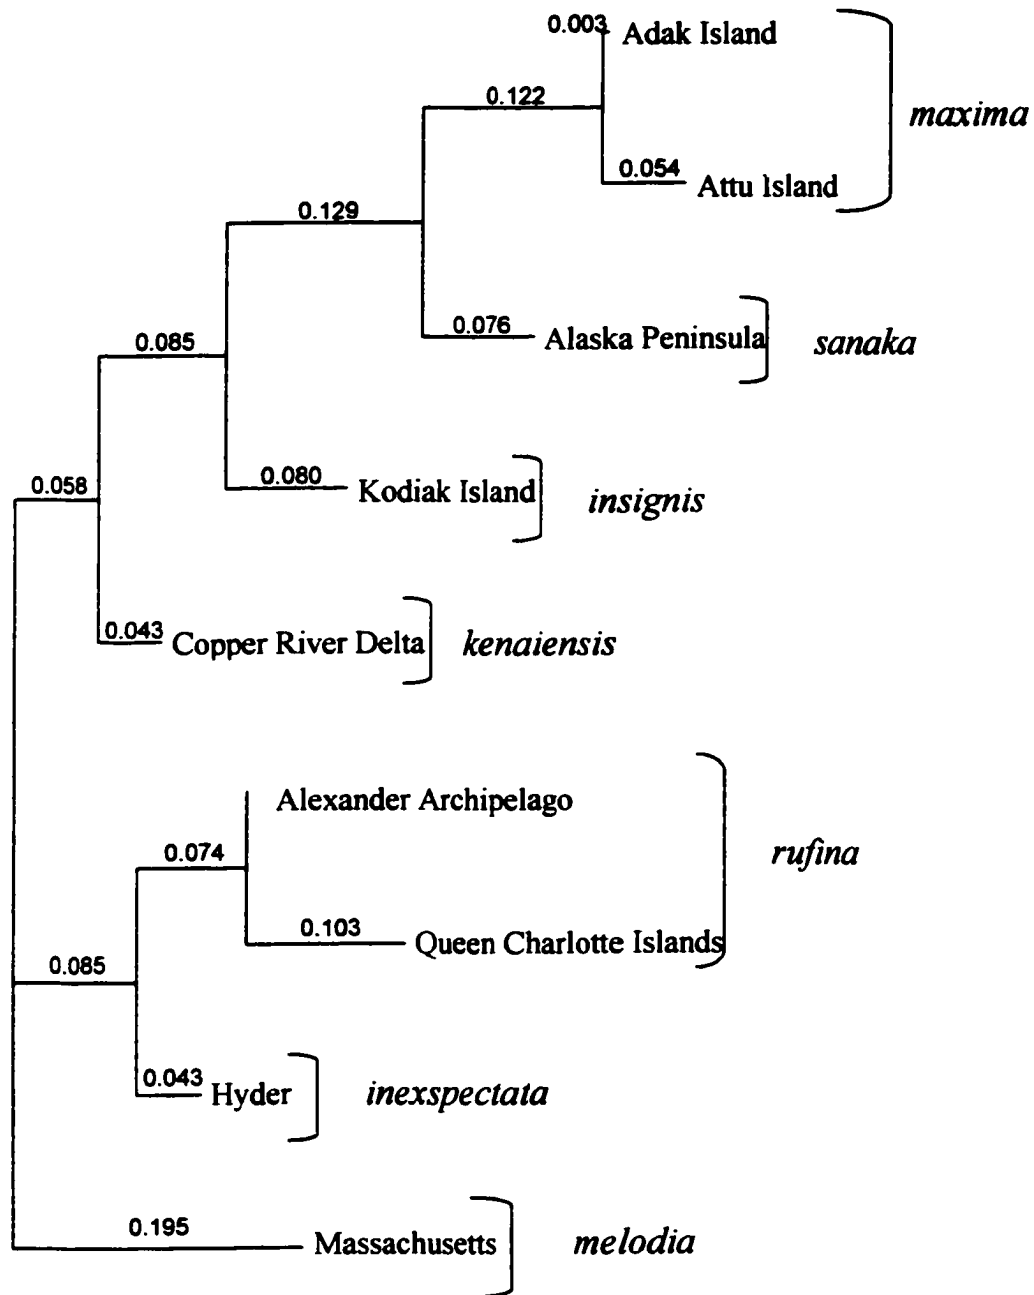 0.003 Adak Island
0.122
maxima
0.054 Attu Island
0.129
0.076 Alaska Peninsula sanaka
0.085
0.080 Kodiak Island insignis
0.058
0.043 Copper River Delta kenaiensis
Alexander Archipelago
0.074 rufina
0.103 Queen Charlotte Islands
0.085
0.043 Hyder inexspectata
0.195 Massachusetts melodia